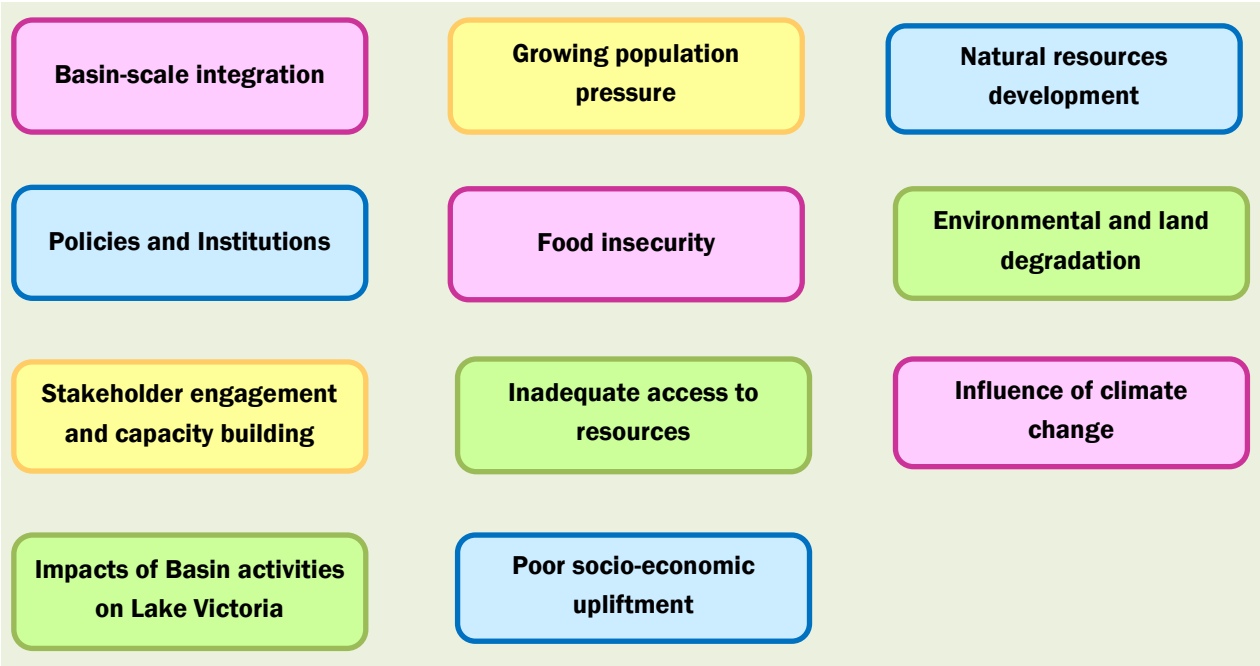 Basin-scale integration
Growing population
pressure
Natural resources
development
Policies and Institutions
Food insecurity
Environmental and land
degradation
Stakeholder engagement
and capacity building
Inadequate access to
resources
Influence of climate
change
Impacts of Basin activities
on Lake Victoria
Poor socio-economic
upliftment